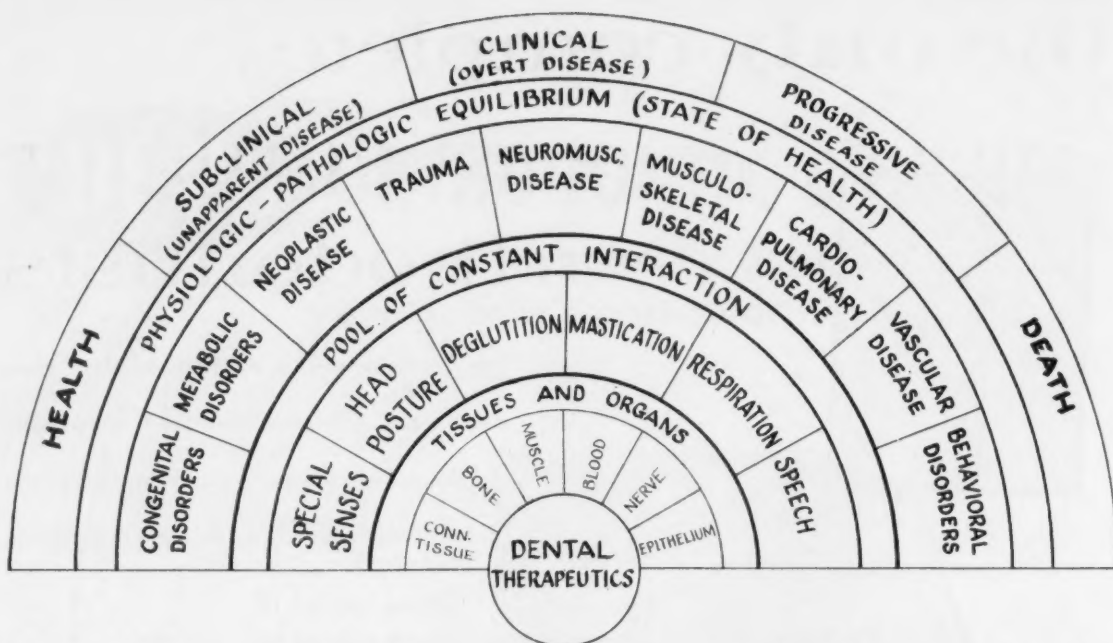 HEALTH
SUBCLINICAL
(UNAPPARENT DISEASE)
CLINICAL
(OVERT DISEASE)
PROGRESSIVE
DISEASE
DEATH
PHYSIOLOGIC - PATHOLOGIC EQUILIBRIUM (STATE OF HEALTH)
CONGENITAL
DISORDERS
METABOLIC
DISORDERS
NEOPLASTIC
DISEASE
TRAUMA
NEUROMUSC.
DISEASE
MUSCULO-
SKELETAL
DISEASE
CARDIO-
PULMONARY
DISEASE
VASCULAR
DISEASE
BEHAVIORAL
DISORDERS
POOL OF CONSTANT INTERACTION
SPECIAL
SENSES
HEAD
POSTURE
DEGLUTITION
MASTICATION
RESPIRATION
SPEECH
TISSUES AND ORGANS
CONN.
TISSUE
BONE
MUSCLE
BLOOD
NERVE
EPITHELIUM
DENTAL
THERAPEUTICS